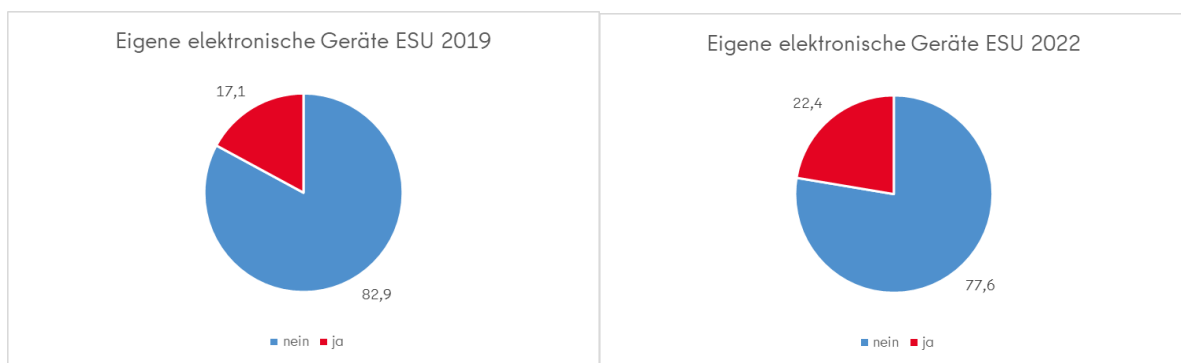 Eigene elektronische Geräte ESU 2019
17,1
82,9
nein ja
Eigene elektronische Geräte ESU 2022
22,4
77,6
nein ja